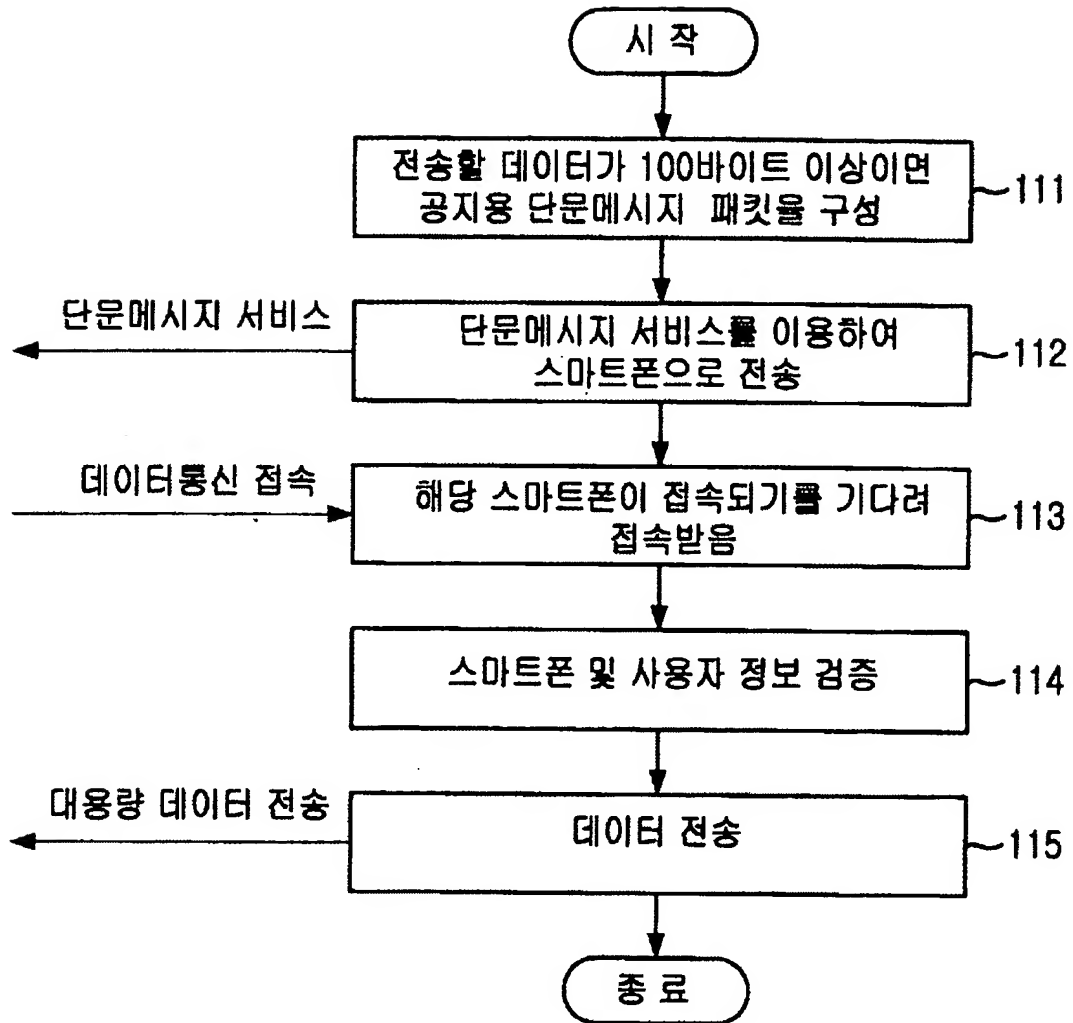 시 작
전송할 데이터가 100바이트 이상이면
공지용 단문메시지 패킷을 구성
111
단문메시지 서비스
단문메시지 서비스를 이용하여
스마트폰으로 전송
112
데이터통신 접속
해당 스마트폰이 접속되기를 기다려
접속받음
113
스마트폰 및 사용자 정보 검증
114
대용량 데이터 전송
데이터 전송
115
종 료